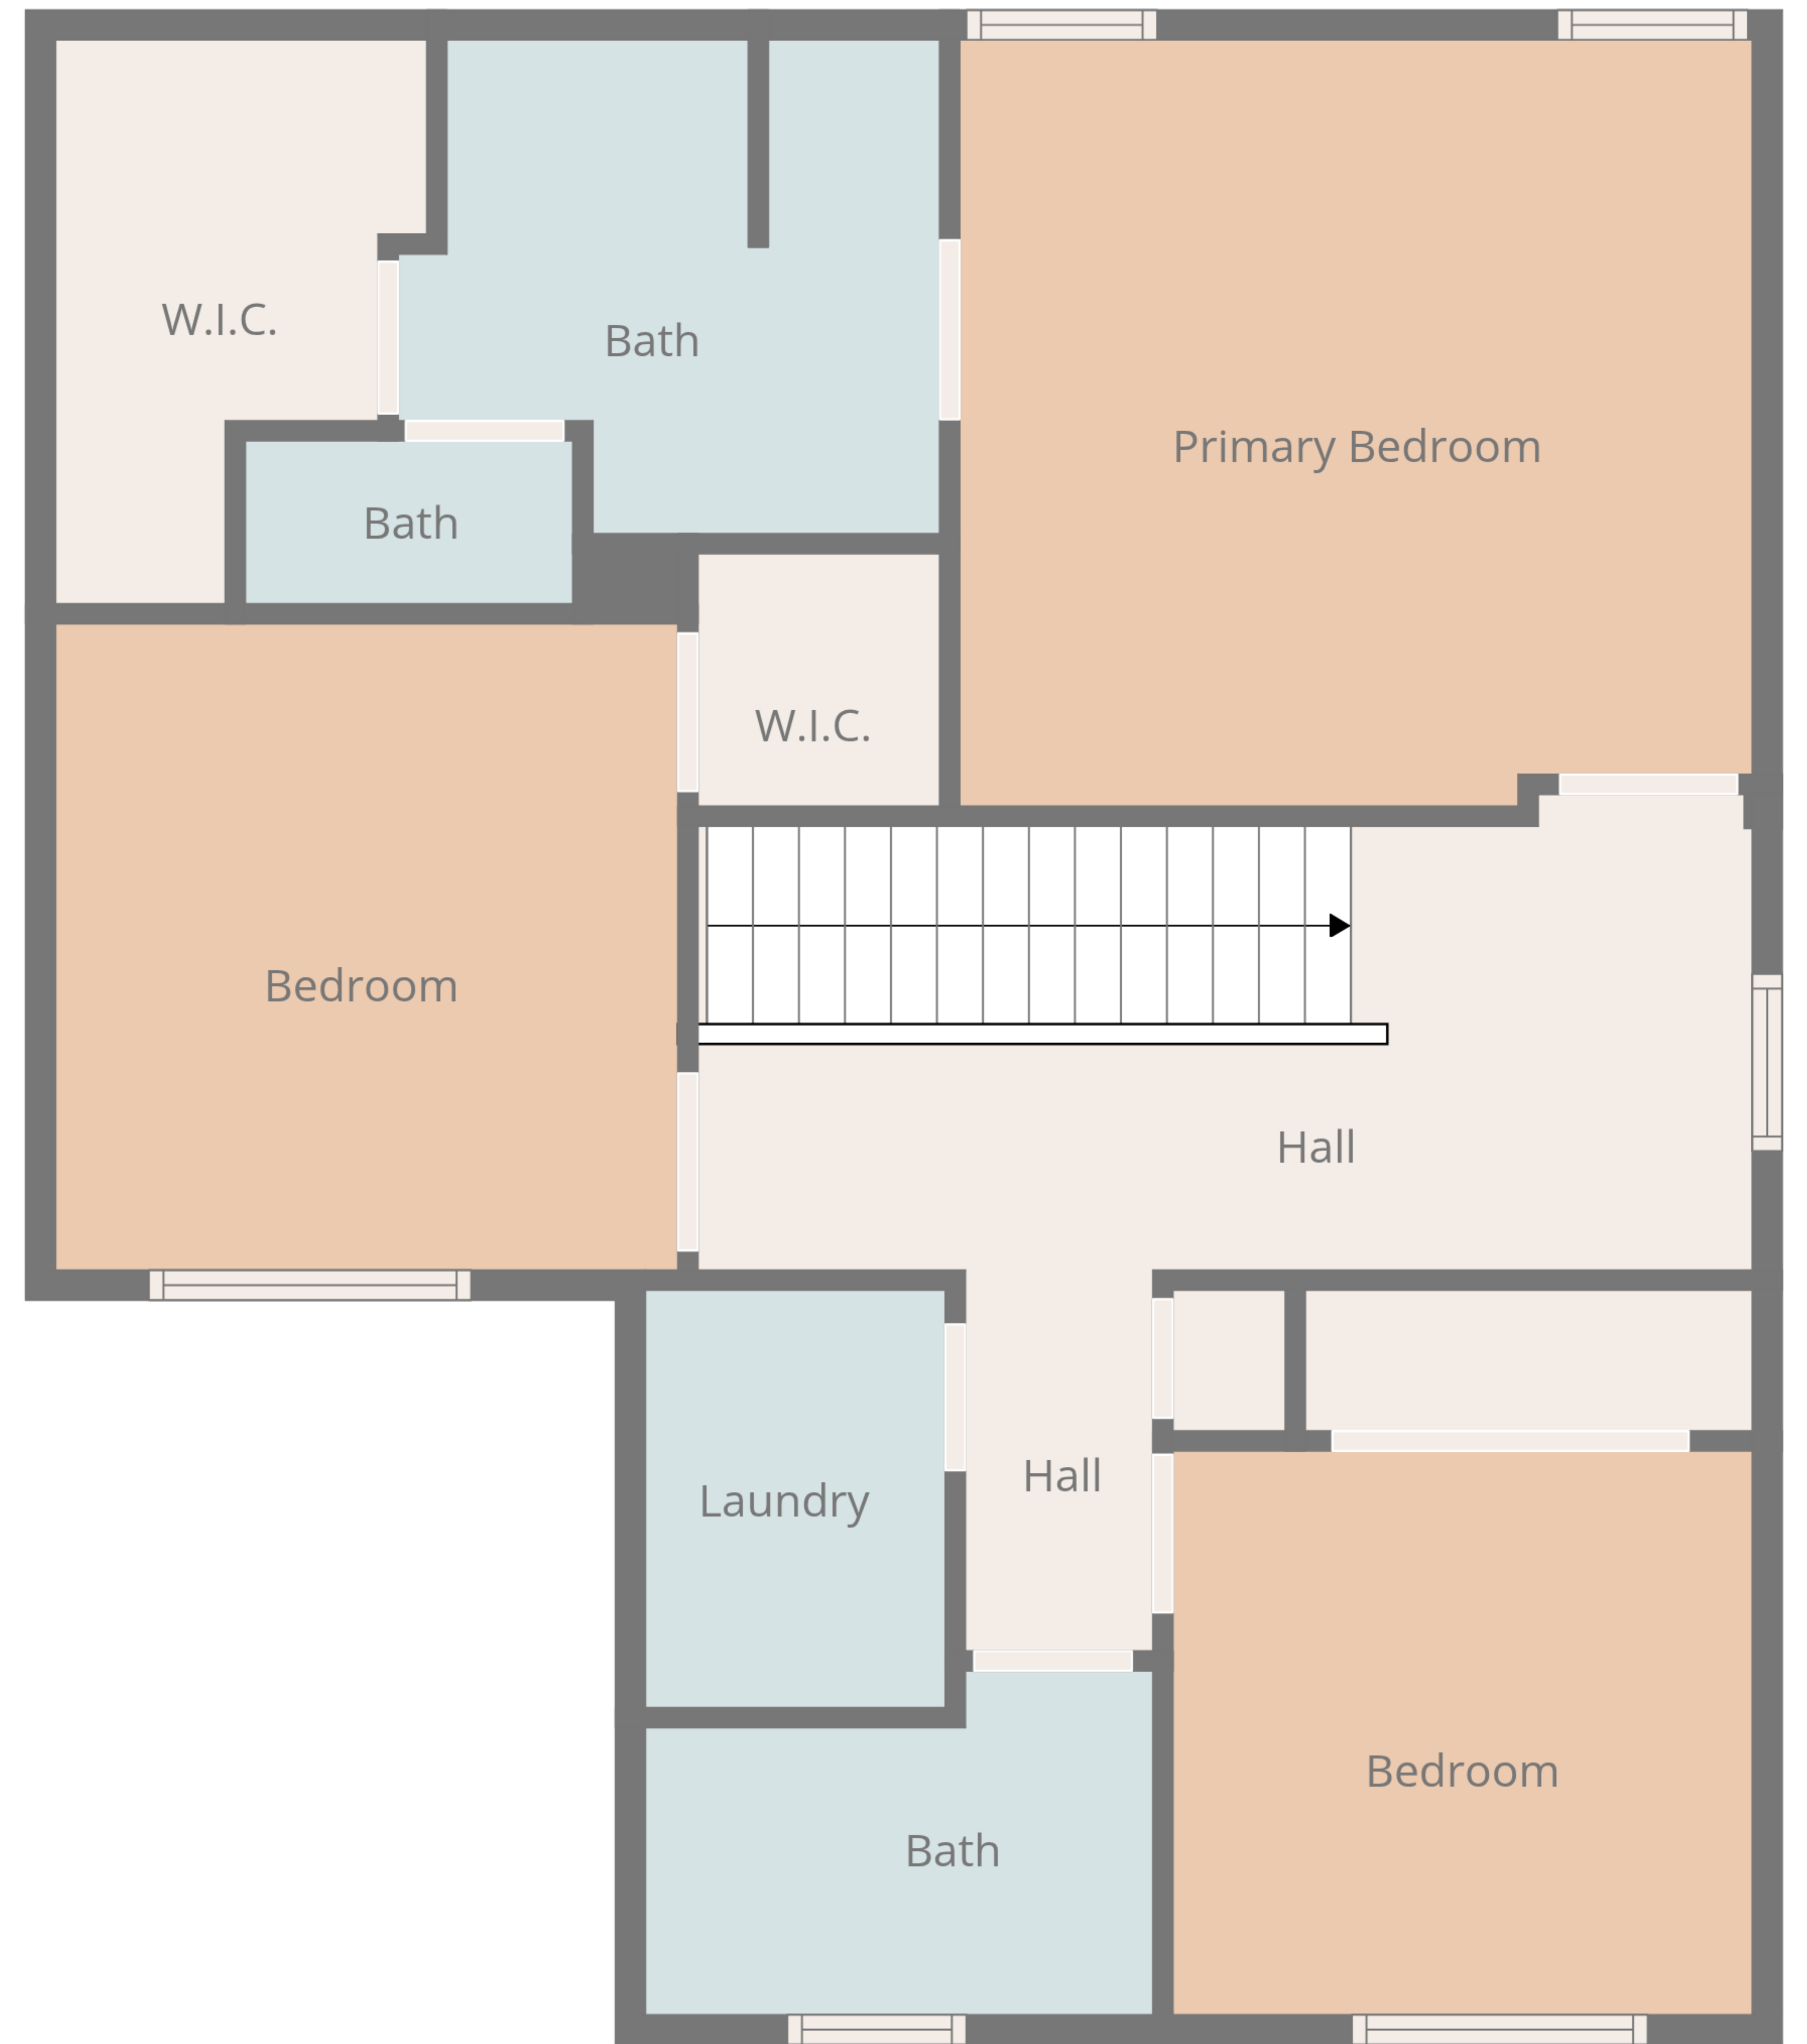 W.I.C.
Bath
Primary Bedroom
Bath
W.I.C.
Bedroom
Hall
Hall
Laundry
Bedroom
Bath